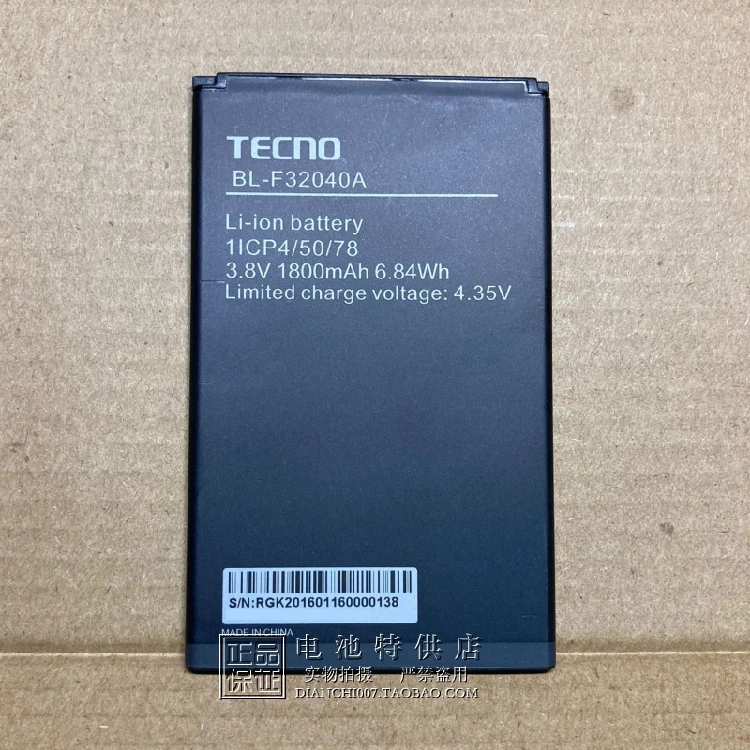 TECNO
BL-F32040A
Li-ion battery
1ICP4/50/78
3.8V 1800mAh 6.84Wh
Limited charge voltage: 4.35V
S/N:RGK201601160000138
MADE IN CHINA
正品保证
电池特供店
实物拍摄 严禁盗用
DIANCHI007.TAOBAO.COM